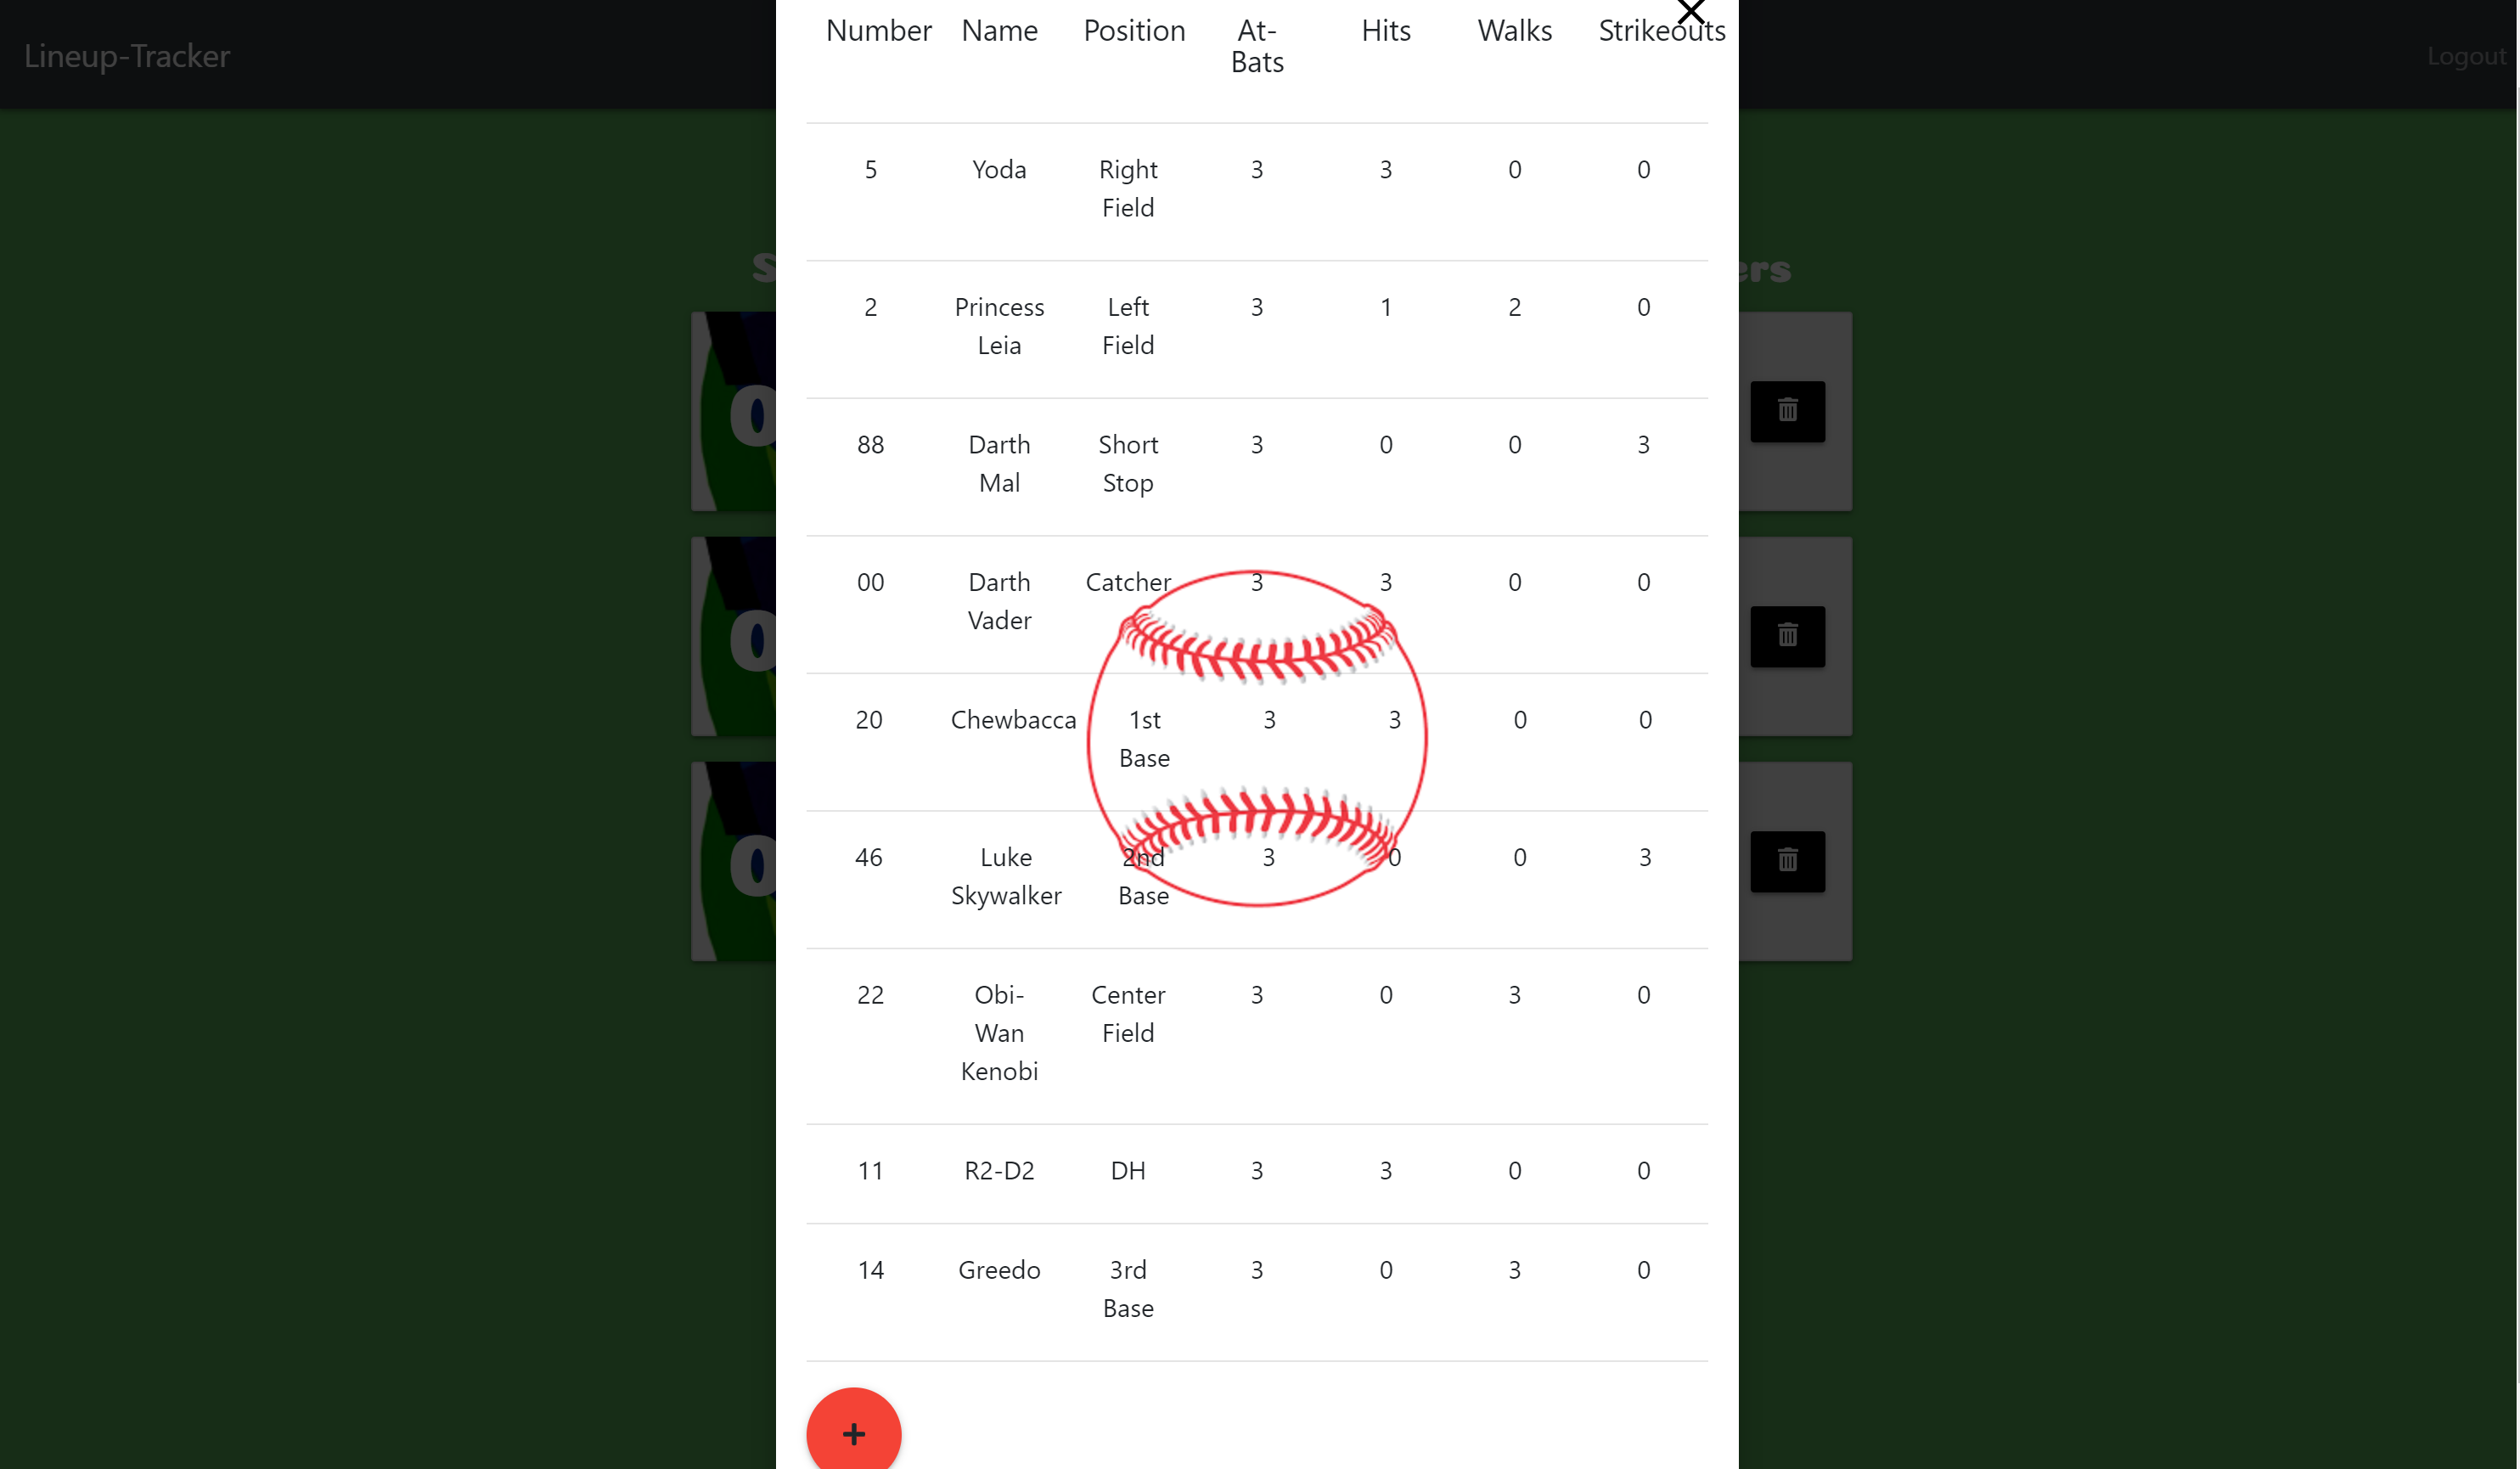 Lineup-Tracker
Logout
Number Name Position At-Bats Hits Walks Strikeouts
5 Yoda Right Field 3 3 0 0
2 Princess Leia Left Field 3 1 2 0
88 Darth Mal Short Stop 3 0 0 3
00 Darth Vader Catcher 3 3 0 0
20 Chewbacca 1st Base 3 3 0 0
46 Luke Skywalker 2nd Base 3 0 0 3
22 Obi-Wan Kenobi Center Field 3 0 3 0
11 R2-D2 DH 3 3 0 0
14 Greedo 3rd Base 3 0 3 0
+
S
ers
0
0
0